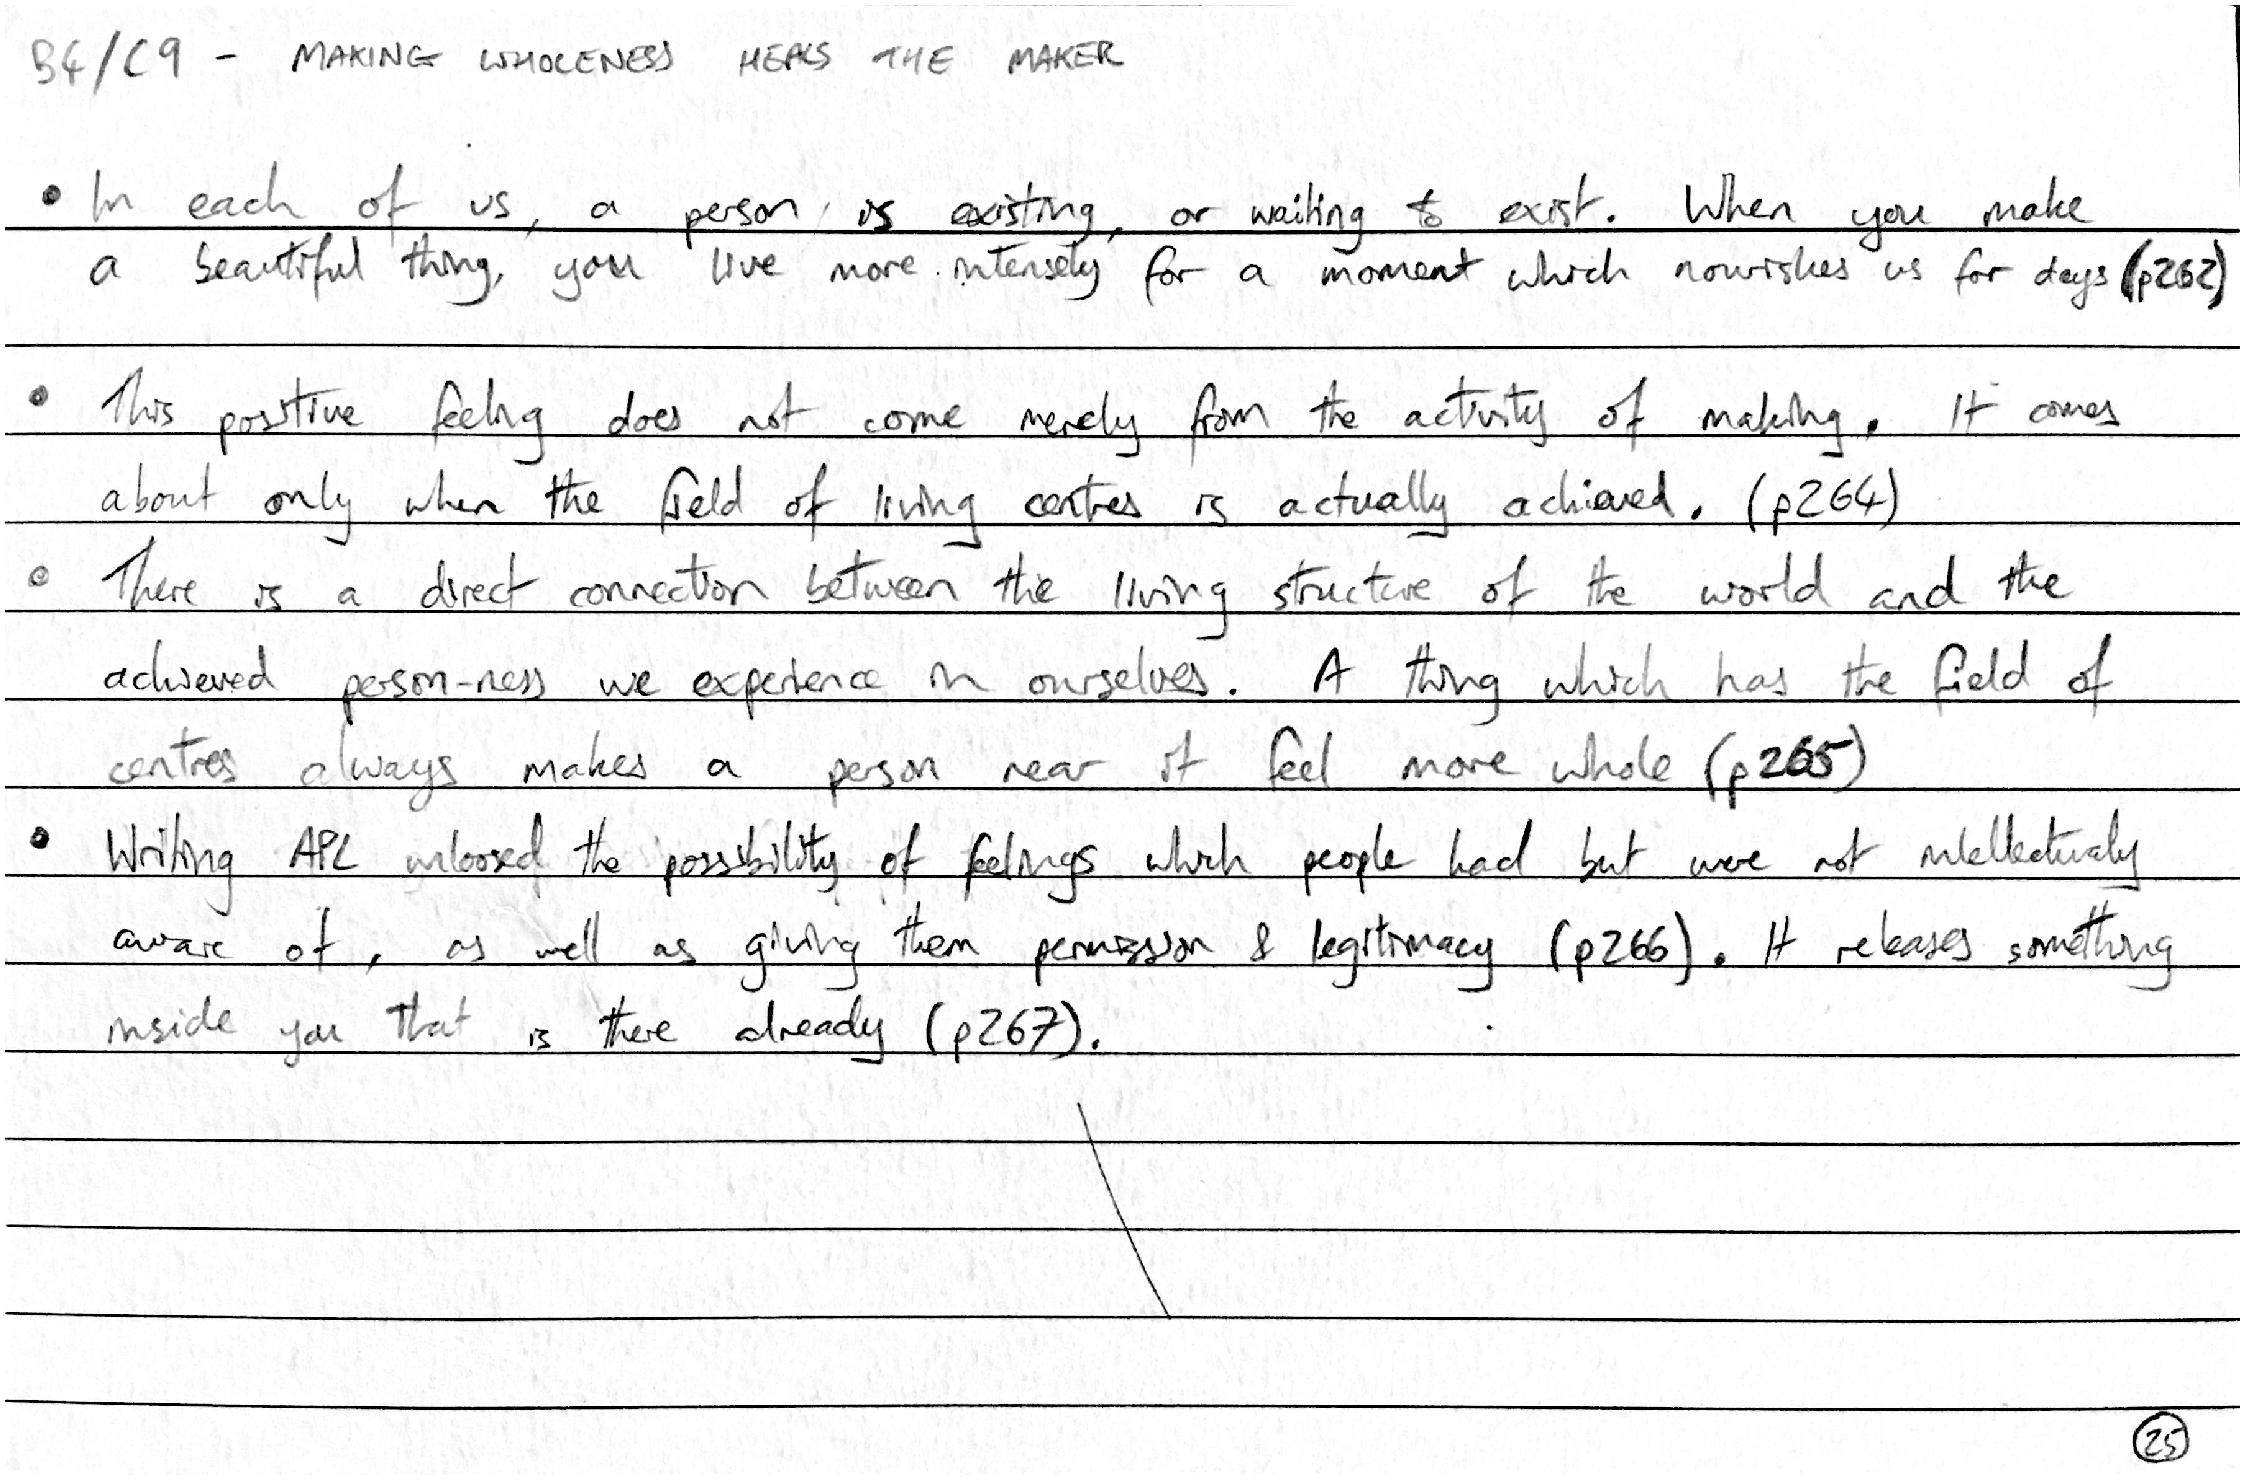 B4/C9 - MAKING WHOLENESS HEALS THE MAKER
• In each of us, a person is existing, or waiting to exist. When you make
a beautiful thing, you live more intensely for a moment which nourishes us for days (p262)
• This positive feeling does not come merely from the activity of making. It comes
about only when the field of living centres is actually achieved. (p264)
• There is a direct connection between the living structure of the world and the
achieved person-ness we experience in ourselves. A thing which has the field of
centres always makes a person near it feel more whole (p265)
• Writing APL unloosed the possibility of feelings which people had but were not intellectualy
aware of, as well as giving them permission & legitimacy (p266). It releases something
inside you that is there already (p267).
25